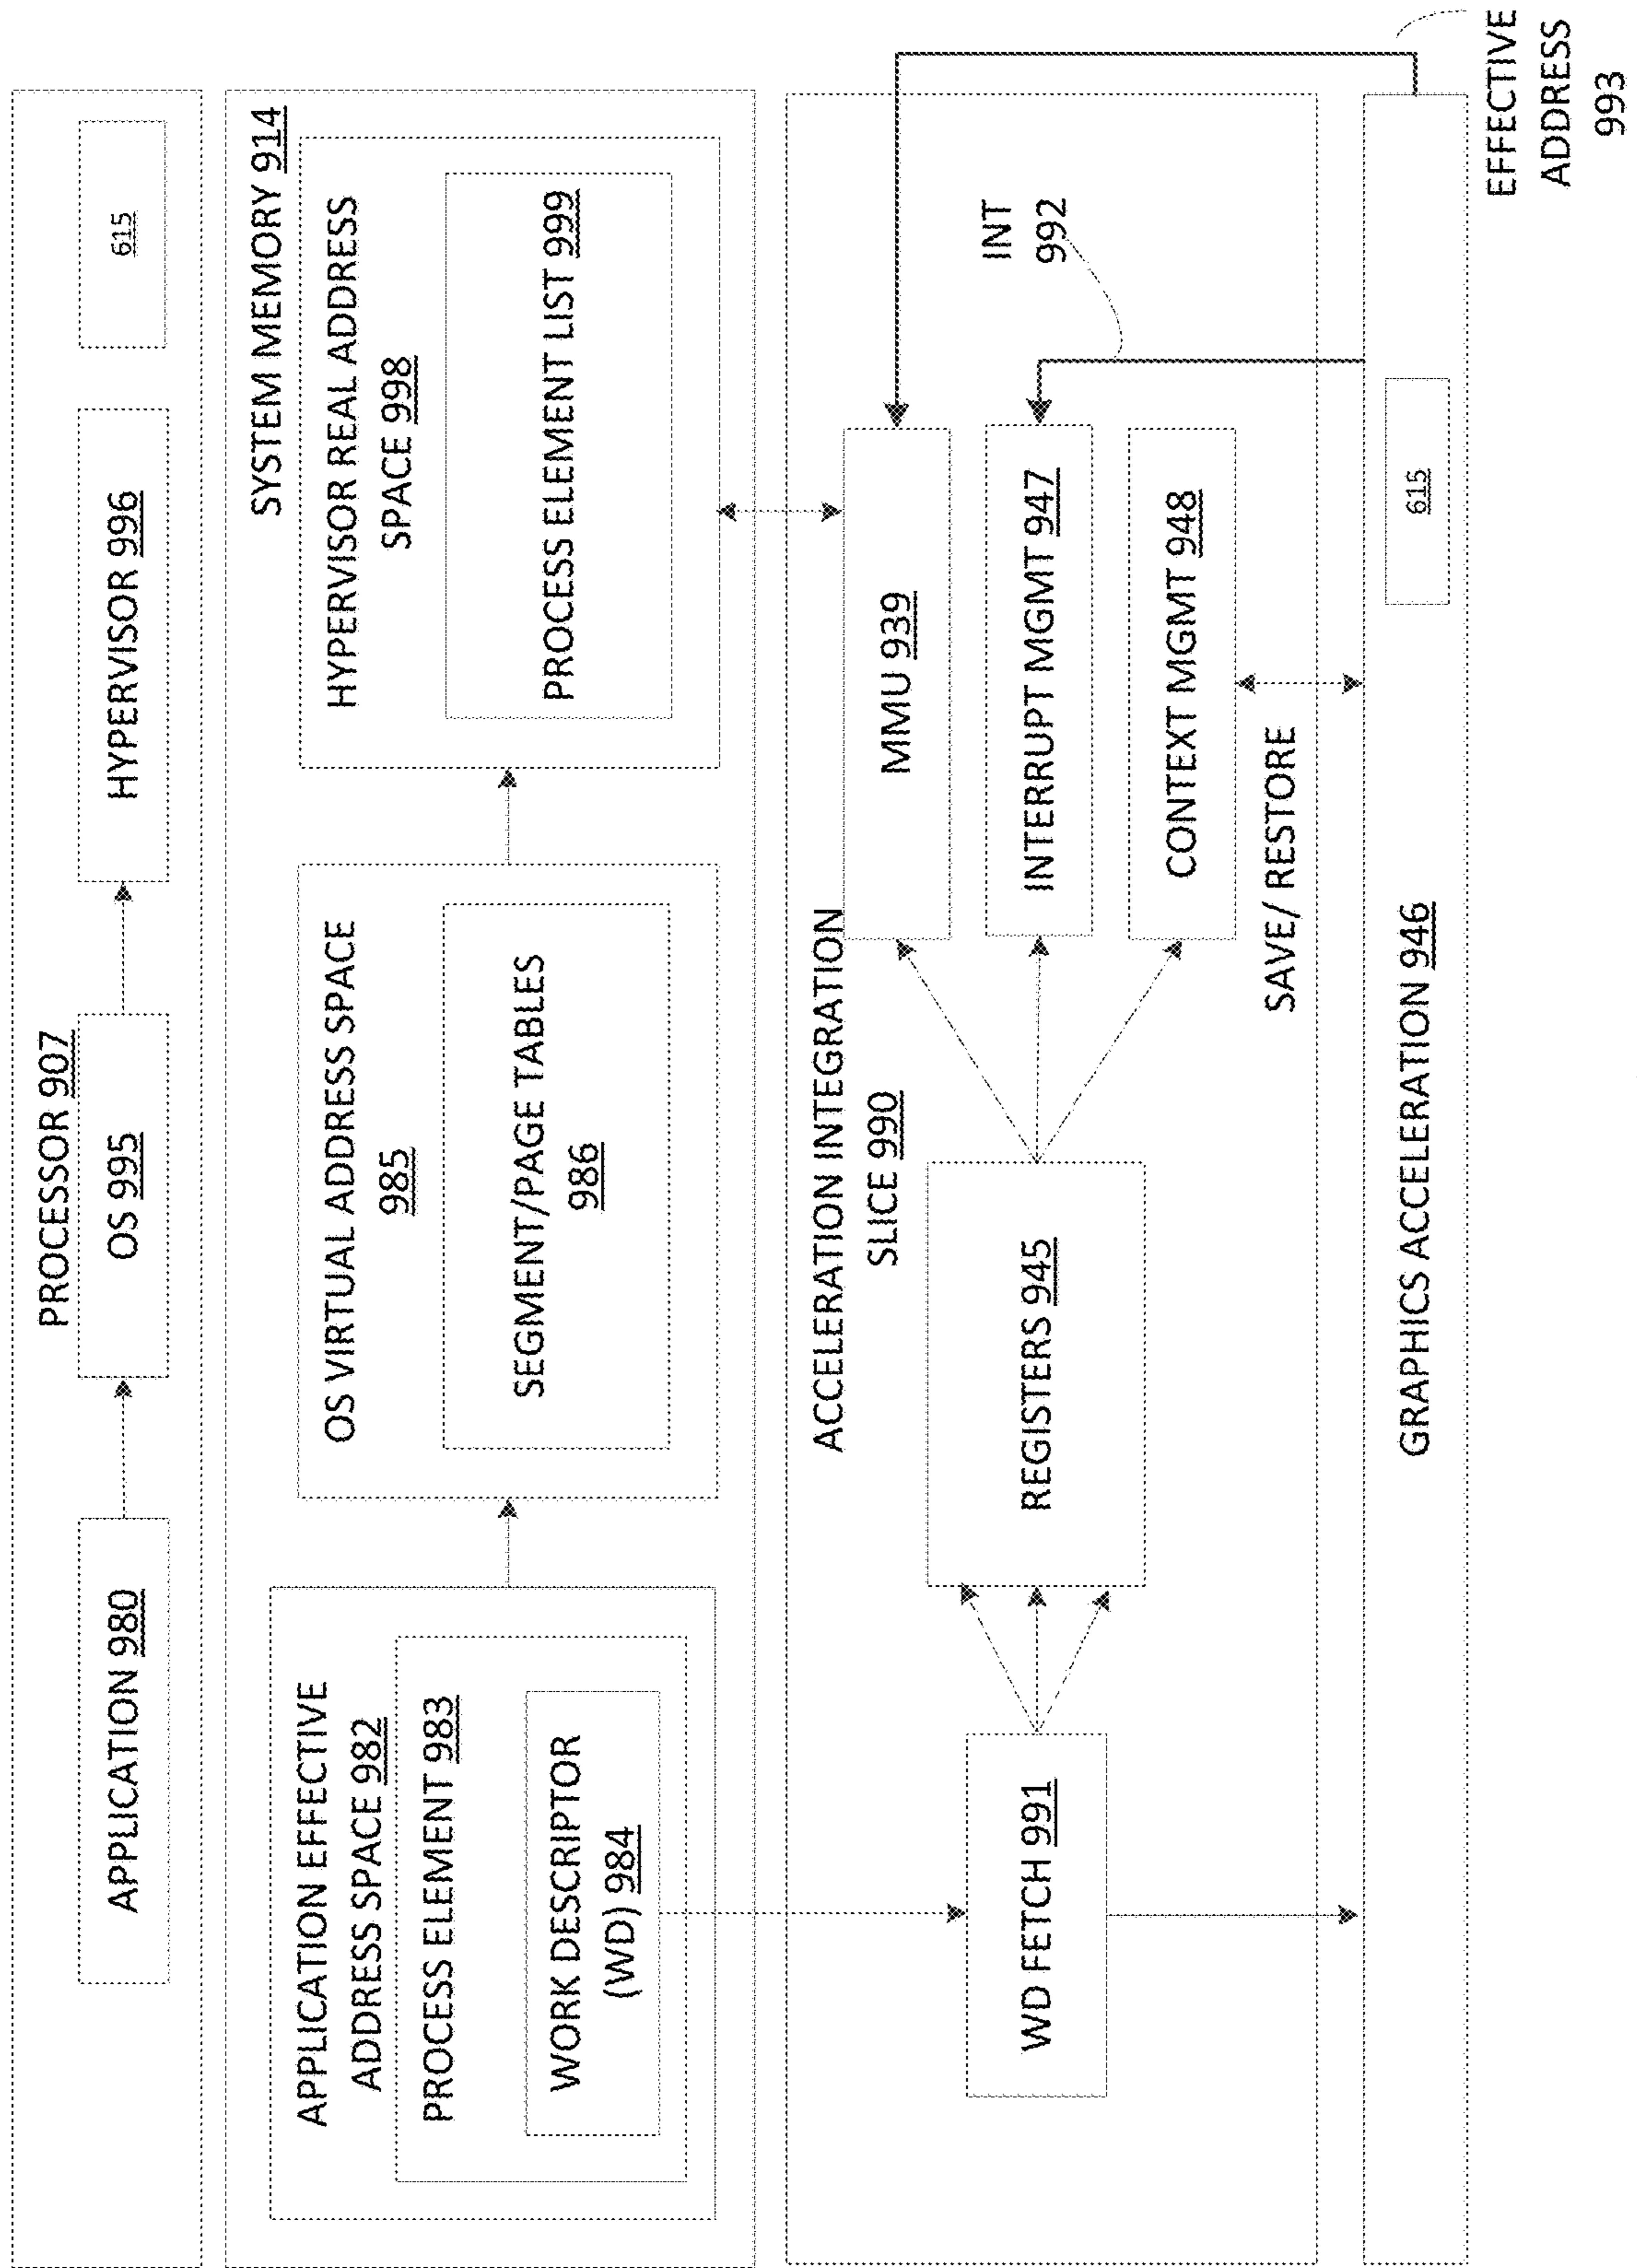 PROCESSOR 907
APPLICATION 980
OS 995
HYPERVISOR 996
615
SYSTEM MEMORY 914
APPLICATION EFFECTIVE
ADDRESS SPACE 982
PROCESS ELEMENT 983
WORK DESCRIPTOR
(WD) 984
OS VIRTUAL ADDRESS SPACE
985
SEGMENT/PAGE TABLES
986
HYPERVISOR REAL ADDRESS
SPACE 998
PROCESS ELEMENT LIST 999
ACCELERATION INTEGRATION
SLICE 990
WD FETCH 991
REGISTERS 945
MMU 939
INTERRUPT MGMT 947
CONTEXT MGMT 948
INT
992
SAVE/ RESTORE
GRAPHICS ACCELERATION 946
615
EFFECTIVE
ADDRESS
993